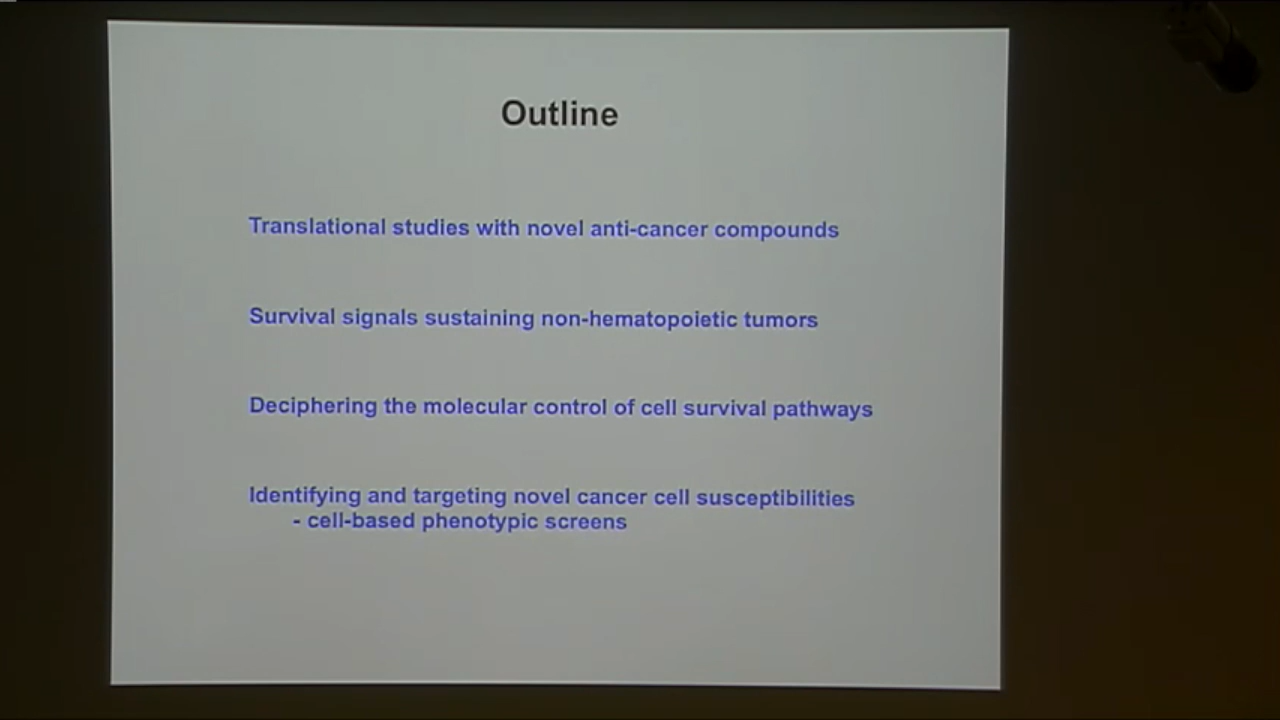 Outline
Translational studies with novel anti-cancer compounds
Survival signals sustaining non-hematopoietic tumors
Deciphering the molecular control of cell survival pathways
Identifying and targeting novel cancer cell susceptibilities
- cell-based phenotypic screens